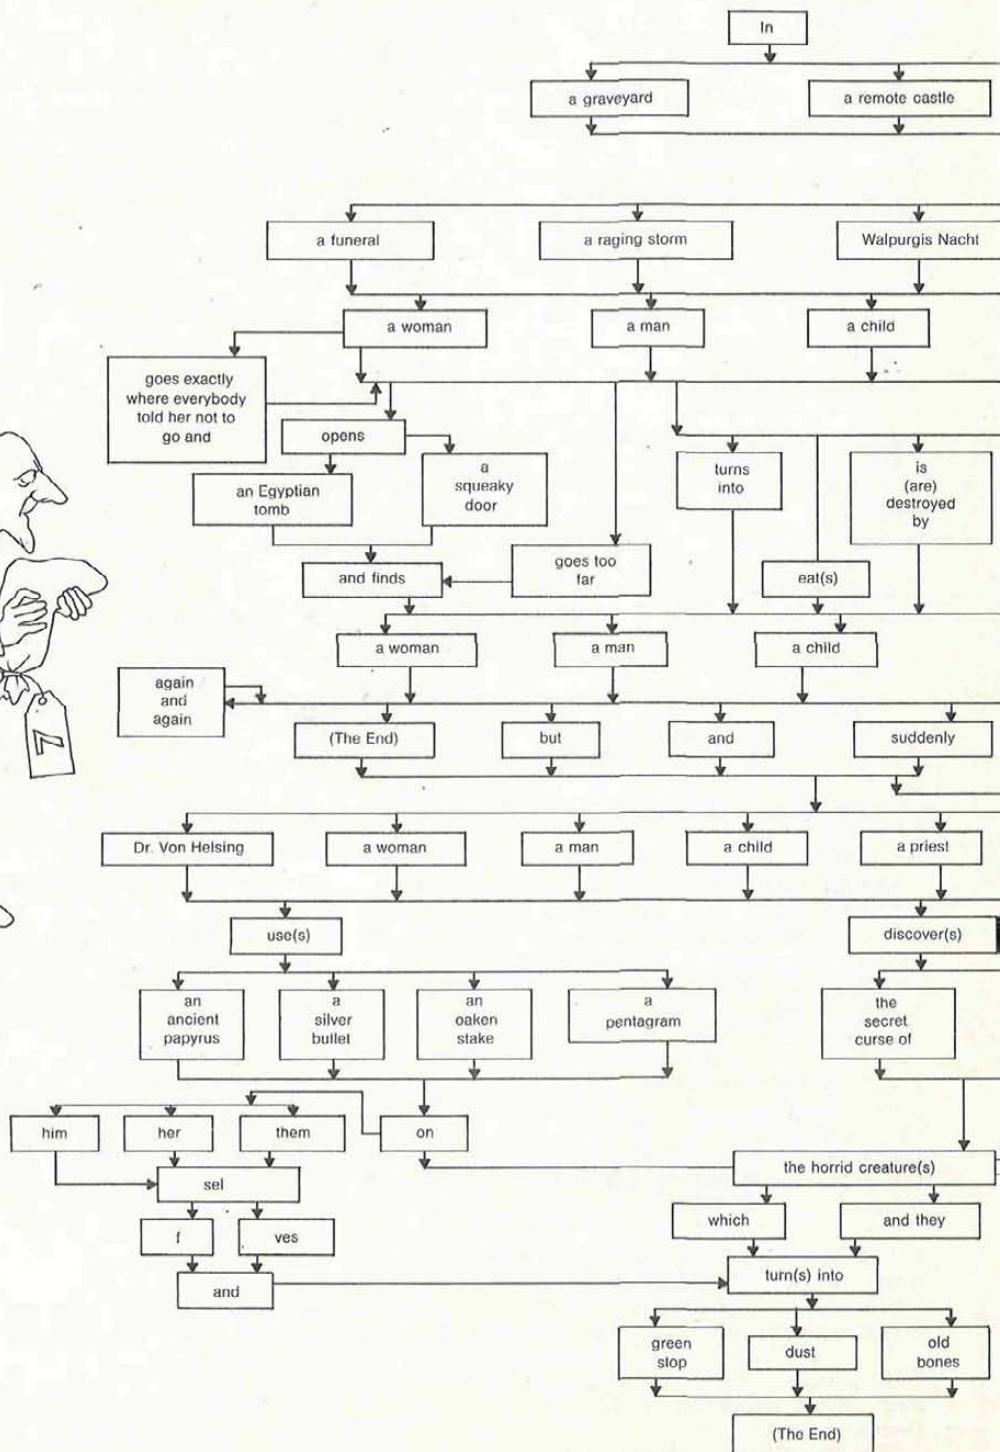 In
a graveyard
a remote castle
a funeral
a raging storm
Walpurgis Nacht
a woman
a man
a child
goes exactly
where everybody
told her not to
go and
opens
an Egyptian
tomb
a
squeaky
door
turns
into
is
(are)
destroyed
by
and finds
goes too
far
eat(s)
a woman
a man
a child
again
and
again
(The End)
but
and
suddenly
Dr. Von Helsing
a woman
a man
a child
a priest
use(s)
discover(s)
an
ancient
papyrus
a
silver
bullet
an
oaken
stake
a
pentagram
the
secret
curse of
him
her
them
on
the horrid creature(s)
sel
which
and they
f
ves
turn(s) into
and
green
slop
dust
old
bones
(The End)